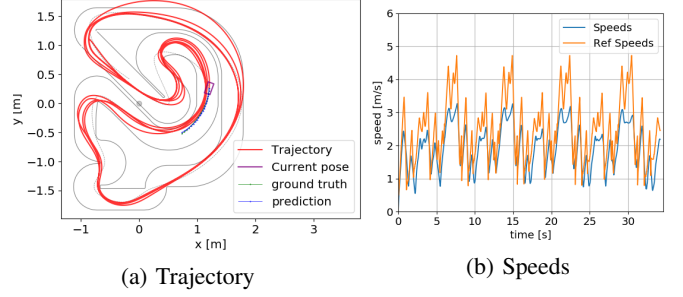 1.5
1.0
0.5
0.0
−0.5
−1.0
−1.5
y [m]
−1 0 1 2 3
x [m]
Trajectory
Current pose
ground truth
prediction
(a) Trajectory
6
5
4
3
2
1
0
speed [m/s]
0 5 10 15 20 25 30
time [s]
Speeds
Ref Speeds
(b) Speeds